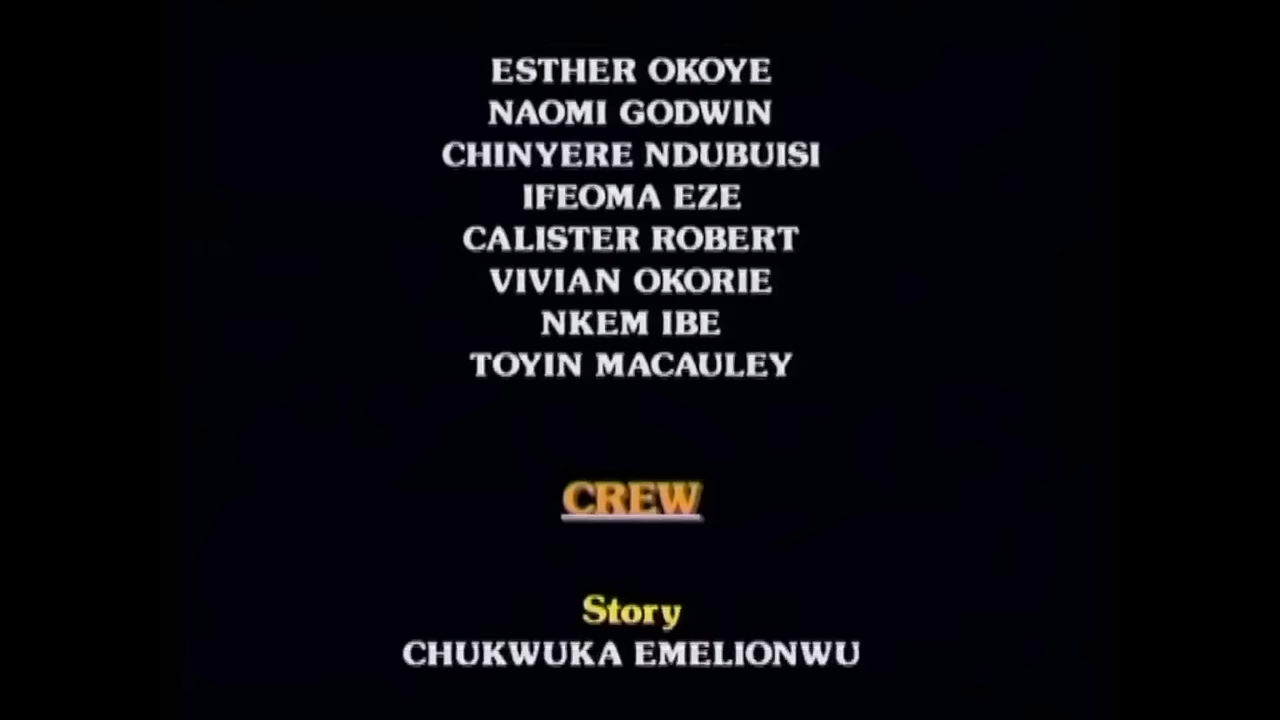 ESTHER OKOYE
NAOMI GODWIN
CHINYERE NDUBUISI
IFEOMA EZE
CALISTER ROBERT
VIVIAN OKORIE
NKEM IBE
TOYIN MACAULEY
CREW
Story
CHUKWUKA EMELIONWU